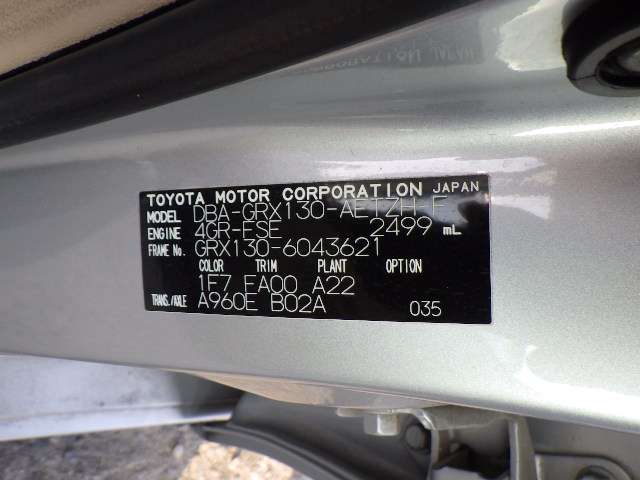 TOYOTA MOTOR CORPORATION JAPAN
MODEL DBA-GRX130-AETZH-F
ENGINE 4GR-FSE 2499 mL
FRAME No. GRX130-6043621
COLOR TRIM PLANT OPTION
1F7 FA00 A22
TRANS./AXLE A960E B02A 035